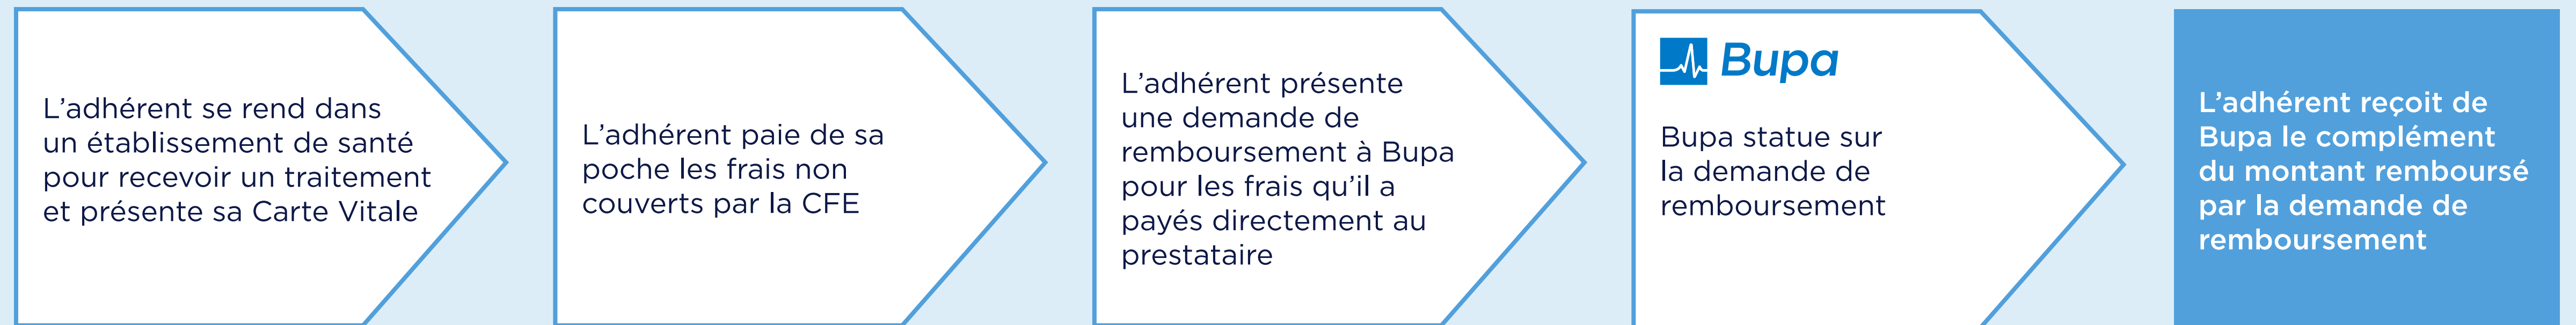 L’adhérent se rend dans
un établissement de santé
pour recevoir un traitement
et présente sa Carte Vitale
L’adhérent paie de sa
poche les frais non
couverts par la CFE
L’adhérent présente
une demande de
remboursement à Bupa
pour les frais qu’il a
payés directement au
prestataire
Bupa
Bupa statue sur
la demande de
remboursement
L’adhérent reçoit de
Bupa le complément
du montant remboursé
par la demande de
remboursement